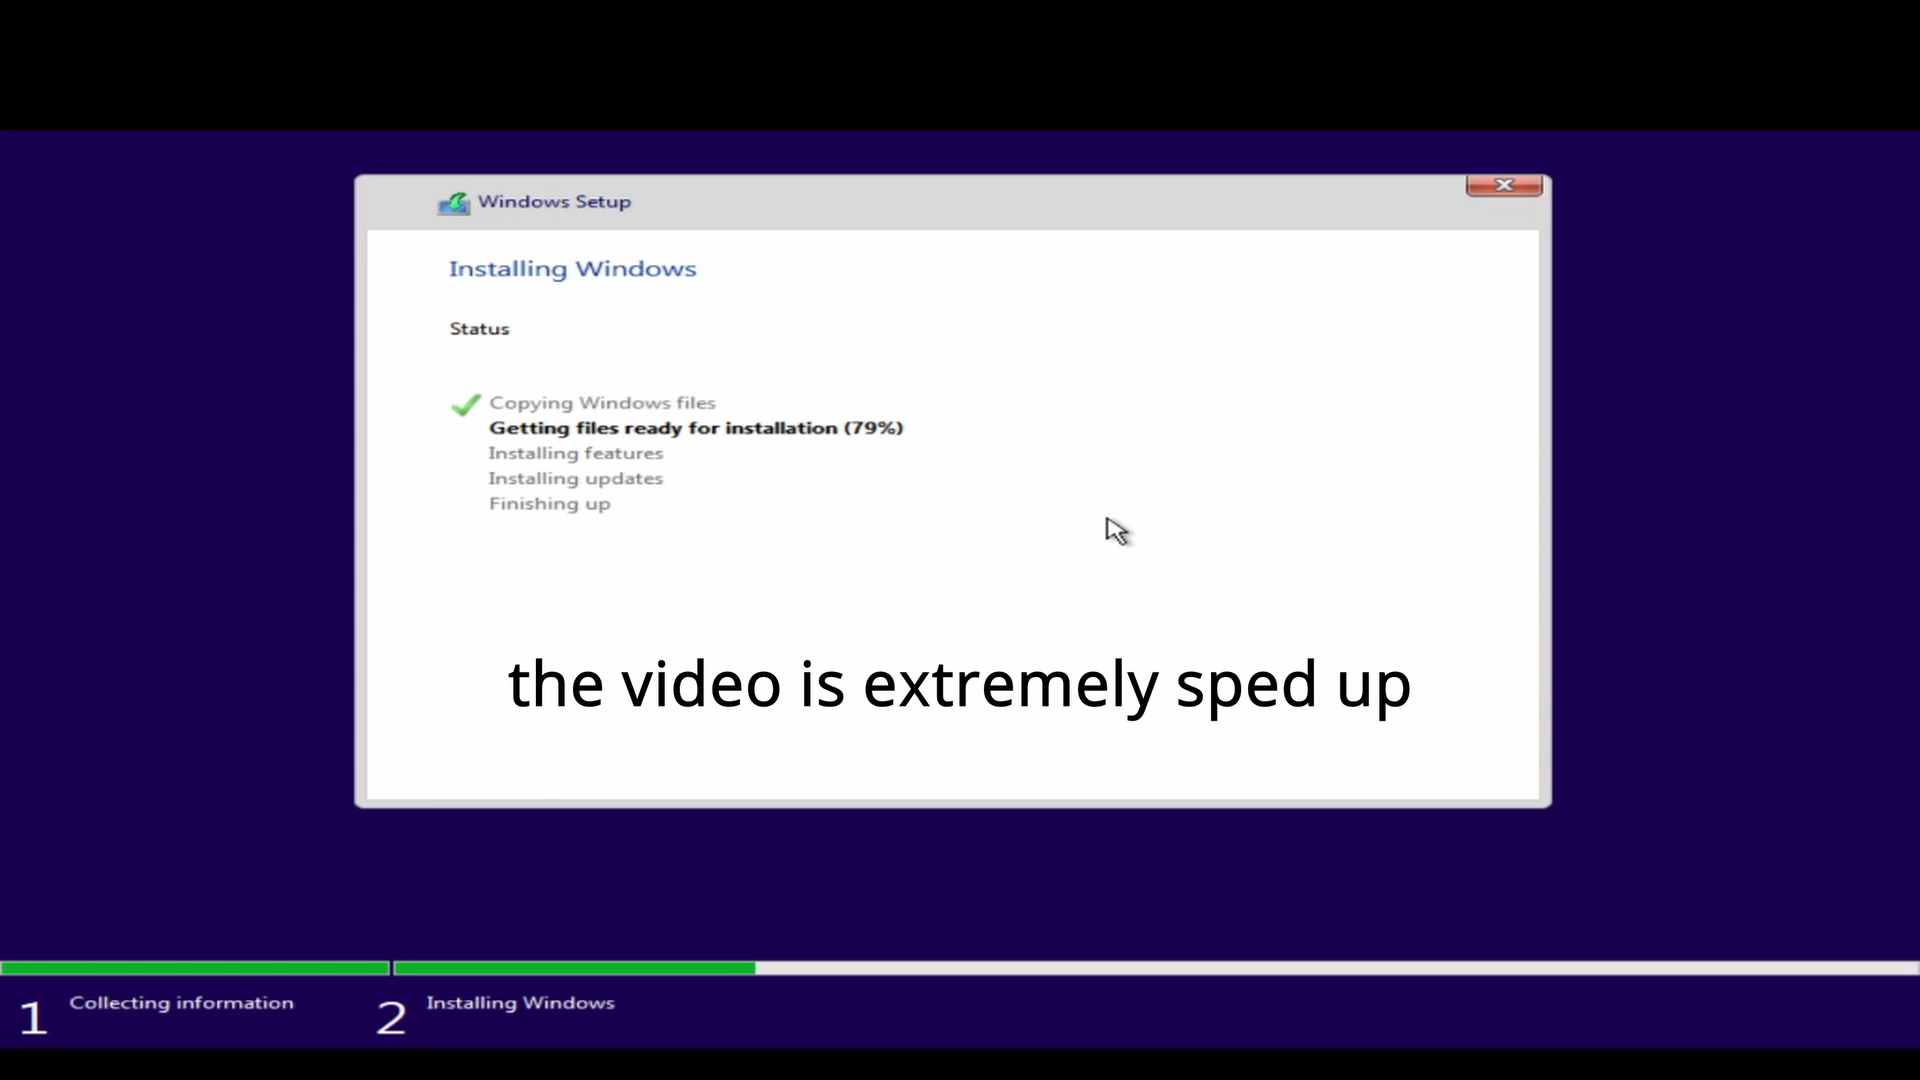 Windows Setup
Installing Windows
Status
Copying Windows files
Getting files ready for installation (79%)
Installing features
Installing updates
Finishing up
the video is extremely sped up
1 Collecting information
2 Installing Windows